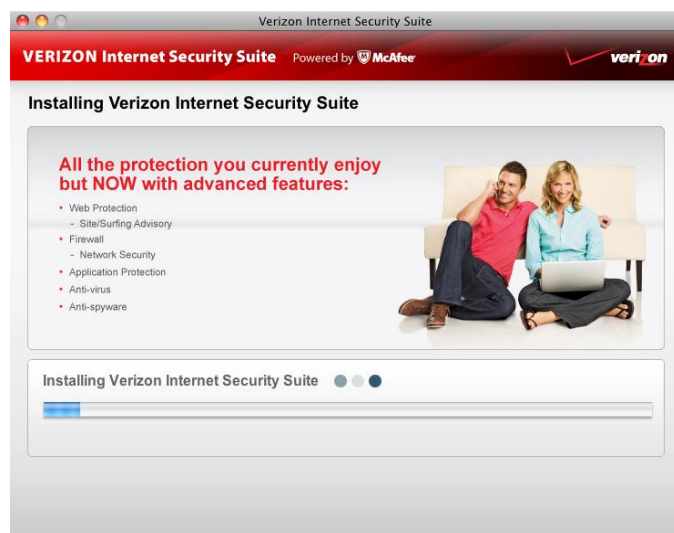 Verizon Internet Security Suite
VERIZON Internet Security Suite Powered by McAfee
verizon
Installing Verizon Internet Security Suite
All the protection you currently enjoy
but NOW with advanced features:
• Web Protection
- Site/Surfing Advisory
• Firewall
- Network Security
• Application Protection
• Anti-virus
• Anti-spyware
Installing Verizon Internet Security Suite